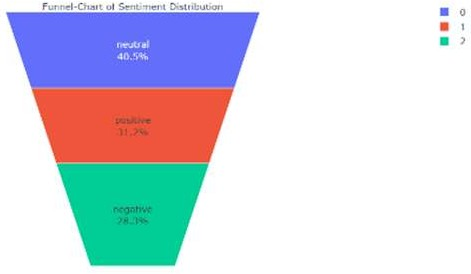 Funnel-Chart of Sentiment Distribution
0
1
2
neutral
40.5%
positive
31.2%
negative
28.3%